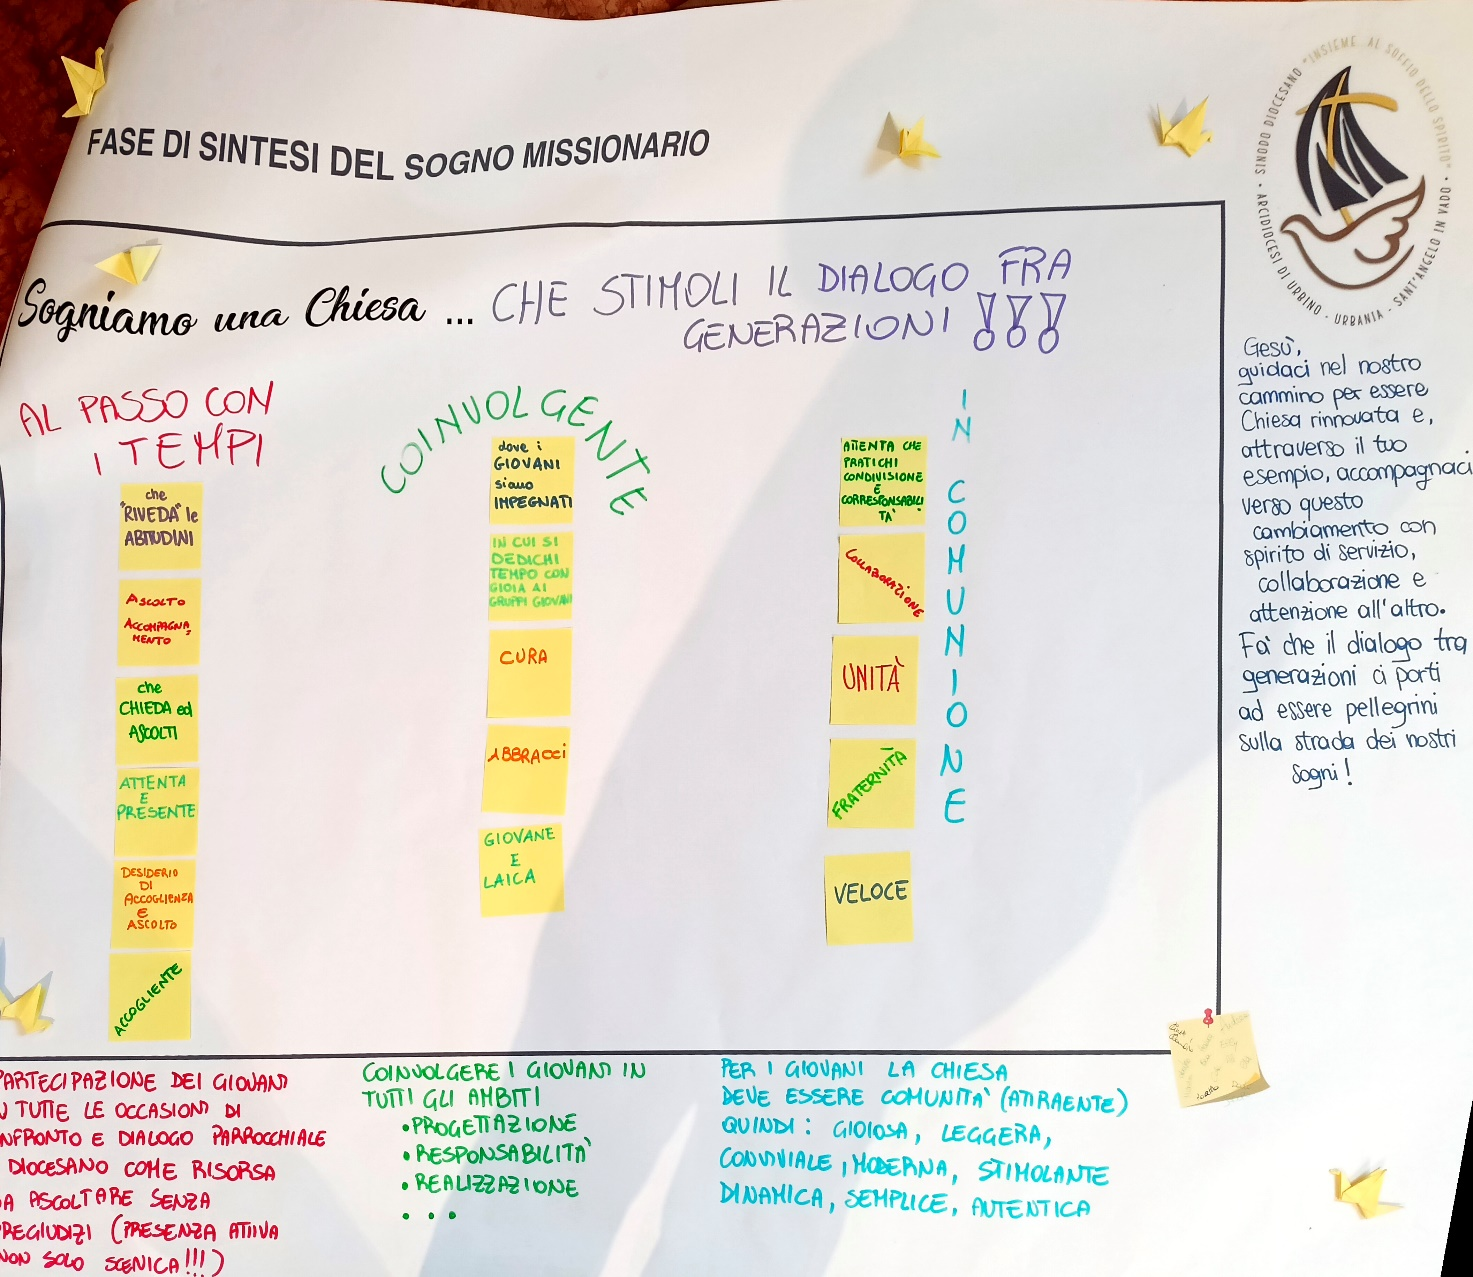 FASE DI SINTESI DEL SOGNO MISSIONARIO
SINODO DIOCESANO "INSIEME AL SOFFIO DELLO SPIRITO"
• ARCIDIOCESI DI URBINO - URBANIA - SANT'ANGELO IN VADO •
Sogniamo una Chiesa ... CHE STIMOLI IL DIALOGO FRA
GENERAZIONI !!!
AL PASSO CON
I TEMPI
che
"RIVEDA" le
ABITUDINI
ASCOLTO
ACCOMPAGNA,
MENTO
che
CHIEDA ed
ASCOLTI
ATTENTA
E
PRESENTE
DESIDERIO
DI
ACCOGLIENZA
E
ASCOLTO
ACCOGLIENTE
COINVOLGENTE
dove i
GIOVANI
siano
IMPEGNATI
IN CUI SI
DEDICHI
TEMPO CON
GIOIA AI
GRUPPI GIOVANI
CURA
ABBRACCI
GIOVANE
E
LAICA
IN COMUNIONE
ATTENTA CHE
PRATICHI
CONDIVISIONE
E
CORRESPONSABILI
TA'
COLLABORAZIONE
UNITÀ
FRATERNITÀ
VELOCE
Gesù,
guidaci nel nostro
cammino per essere
Chiesa rinnovata e,
attraverso il tuo
esempio, accompagnaci
verso questo
cambiamento con
spirito di servizio,
collaborazione e
attenzione all'altro.
Fa' che il dialogo tra
generazioni ci porti
ad essere pellegrini
sulla strada dei nostri
sogni!
PARTECIPAZIONE DEI GIOVANI
TUTTE LE OCCASIONI DI
NFRONTO E DIALOGO PARROCCHIALE
DIOCESANO COME RISORSA
A ASCOLTARE SENZA
REGIUDIZI (PRESENZA ATTIVA
NON SOLO SCENICA!!!)
COINVOLGERE I GIOVANI IN
TUTTI GLI AMBITI
• PROGETTAZIONE
• RESPONSABILITA'
• REALIZZAZIONE
• • •
PER I GIOVANI LA CHIESA
DEVE ESSERE COMUNITA' (ATTRAENTE)
QUINDI: GIOIOSA, LEGGERA,
CONVIVIALE, MODERNA, STIMOLANTE
DINAMICA, SEMPLICE, AUTENTICA